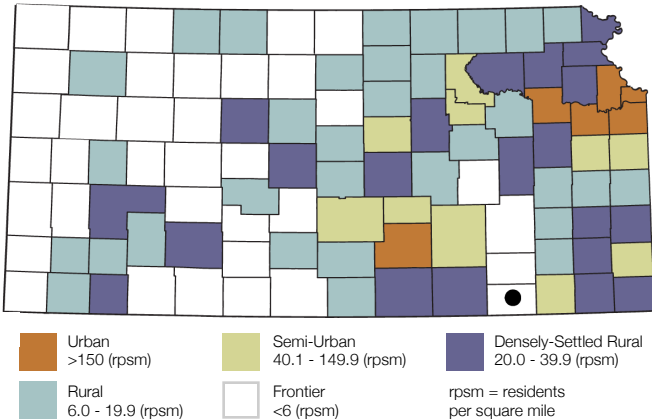 Urban
>150 (rpsm)
Semi-Urban
40.1 - 149.9 (rpsm)
Densely-Settled Rural
20.0 - 39.9 (rpsm)
Rural
6.0 - 19.9 (rpsm)
Frontier
<6 (rpsm)
rpsm = residents
per square mile